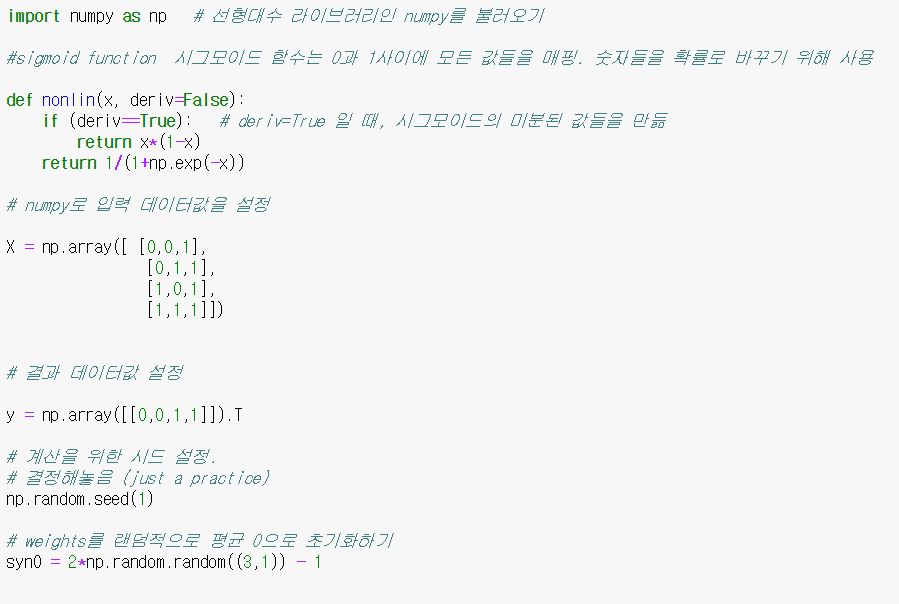 import numpy as np   # 선형대수 라이브러리인 numpy를 불러오기
#sigmoid function  시그모이드 함수는 0과 1사이에 모든 값들을 매핑. 숫자들을 확률로 바꾸기 위해 사용
def nonlin(x, deriv=False):
    if (deriv==True):   # deriv=True 일 때, 시그모이드의 미분된 값들을 만듦
        return x*(1-x)
    return 1/(1+np.exp(-x))
# numpy로 입력 데이터값을 설정
X = np.array([ [0,0,1],
                [0,1,1],
                [1,0,1],
                [1,1,1]])
# 결과 데이터값 설정
y = np.array([[0,0,1,1]]).T
# 계산을 위한 시드 설정.
# 결정해놓음 (just a practice)
np.random.seed(1)
# weights를 랜덤적으로 평균 0으로 초기화하기
syn0 = 2*np.random.random((3,1)) - 1